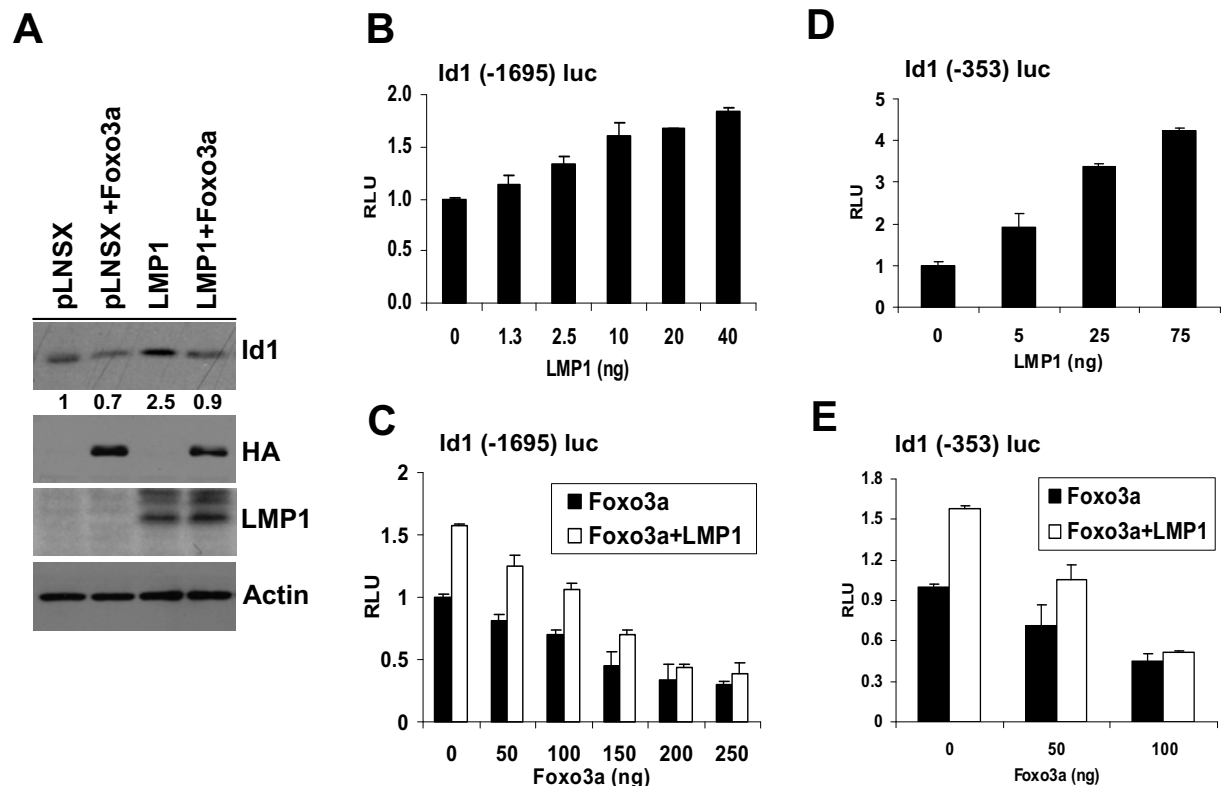 A
pLNSX
pLNSX +Foxo3a
LMP1
LMP1+Foxo3a
Id1
1 0.7 2.5 0.9
HA
LMP1
Actin
B
Id1 (-1695) luc
2.0
1.5
1.0
0.5
0.0
RLU
0 1.3 2.5 10 20 40
LMP1 (ng)
C
Id1 (-1695) luc
Foxo3a
Foxo3a+LMP1
2
1.5
1
0.5
0
RLU
0 50 100 150 200 250
Foxo3a (ng)
D
Id1 (-353) luc
5
4
3
2
1
0
RLU
0 5 25 75
LMP1 (ng)
E
Id1 (-353) luc
Foxo3a
Foxo3a+LMP1
1.8
1.5
1.2
0.9
0.6
0.3
0
RLU
0 50 100
Foxo3a (ng)